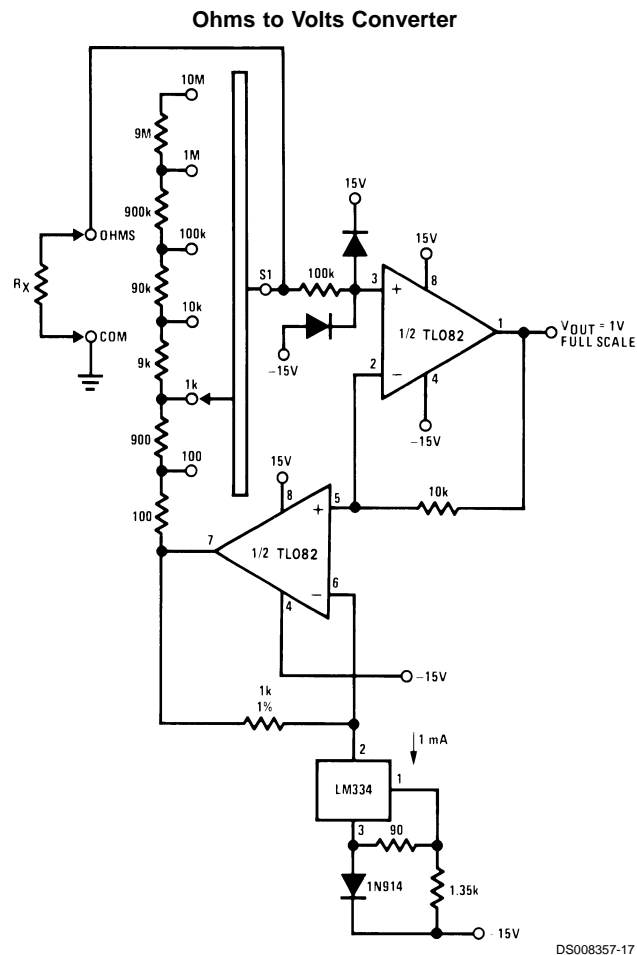 Ohms to Volts Converter
10M
9M
1M
900k
100k
90k
10k
9k
1k
900
100
100
OHMS
RX
COM
S1
100k
15V
-15V
3
+
15V
8
1/2 TL082
1
VOUT = 1V
FULL SCALE
2
−
4
-15V
10k
15V
8
+
5
7
1/2 TL082
6
−
4
-15V
1k
1%
2
1 mA
LM334
1
3
90
1N914
1.35k
- 15V
DS008357-17